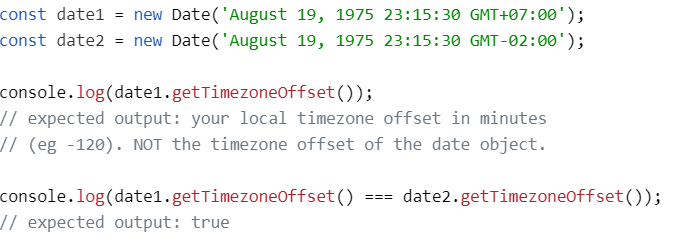 const date1 = new Date('August 19, 1975 23:15:30 GMT+07:00');
const date2 = new Date('August 19, 1975 23:15:30 GMT-02:00');
console.log(date1.getTimezoneOffset());
// expected output: your local timezone offset in minutes
// (eg -120). NOT the timezone offset of the date object.
console.log(date1.getTimezoneOffset() === date2.getTimezoneOffset());
// expected output: true